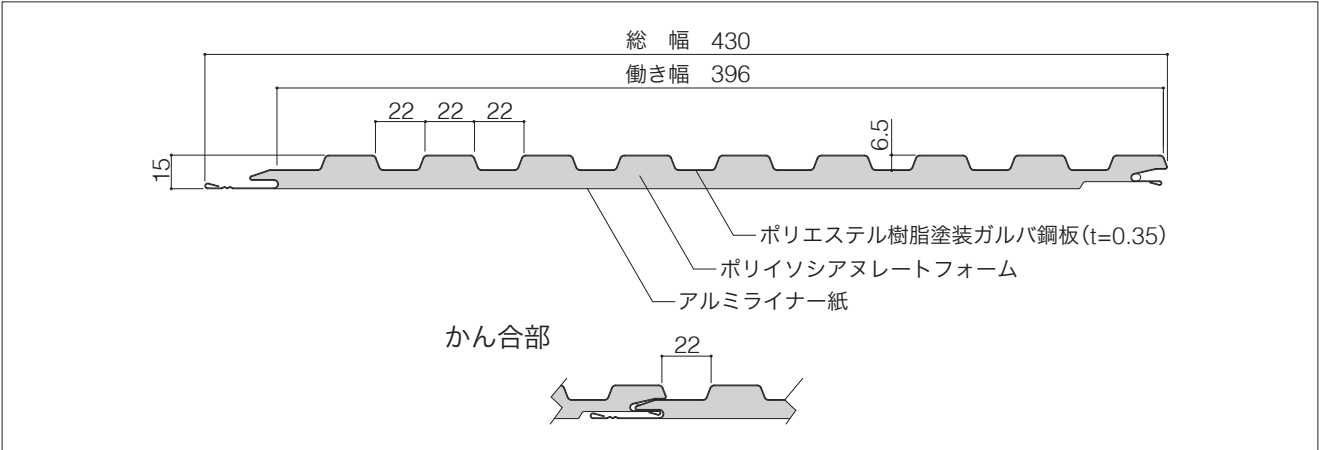 総　幅　430
働き幅　396
22 22 22
6.5
15
ポリエステル樹脂塗装ガルバ鋼板(t=0.35)
ポリイソシアヌレートフォーム
アルミライナー紙
かん合部
22